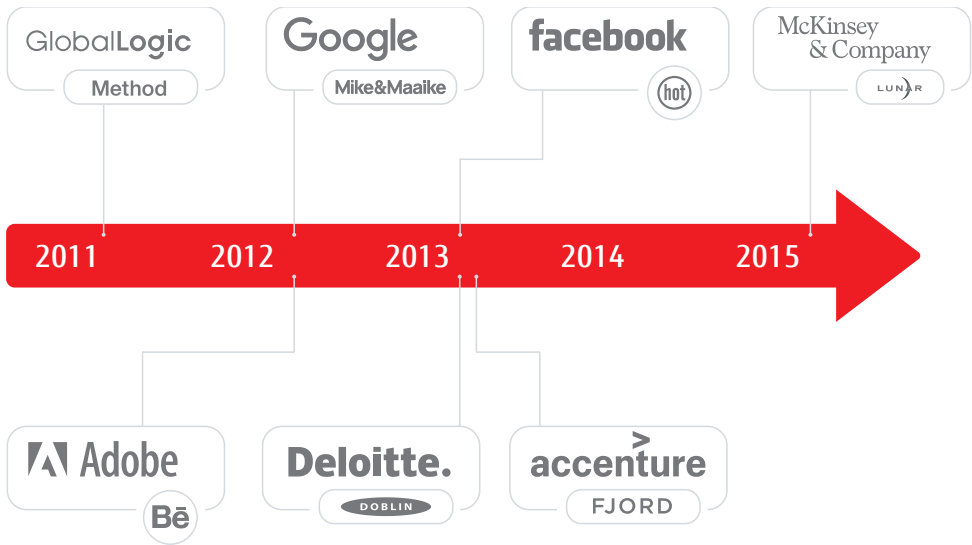 GlobalLogic
Method
Google
Mike&Maaike
facebook
hot
McKinsey
& Company
LUNAR
2011
2012
2013
2014
2015
Adobe
Bē
Deloitte.
DOBLIN
>
accenture
FJORD